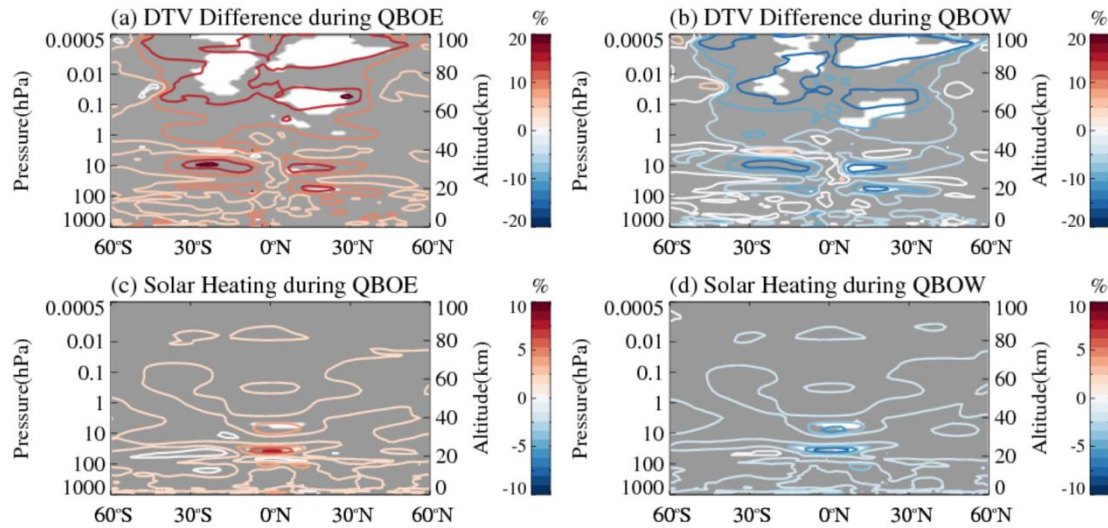 (a) DTV Difference during QBOE %
(b) DTV Difference during QBOW %
0.0005 0.01 0.1 1 10 100 1000
Pressure(hPa)
100 80 60 40 20 0
Altitude(km)
20 10 0 -10 -20
60°S 30°S 0°N 30°N 60°N
0.0005 0.01 0.1 1 10 100 1000
Pressure(hPa)
100 80 60 40 20 0
Altitude(km)
20 10 0 -10 -20
60°S 30°S 0°N 30°N 60°N
(c) Solar Heating during QBOE %
(d) Solar Heating during QBOW %
0.0005 0.01 0.1 1 10 100 1000
Pressure(hPa)
100 80 60 40 20 0
Altitude(km)
10 5 0 -5 -10
60°S 30°S 0°N 30°N 60°N
0.0005 0.01 0.1 1 10 100 1000
Pressure(hPa)
100 80 60 40 20 0
Altitude(km)
10 5 0 -5 -10
60°S 30°S 0°N 30°N 60°N